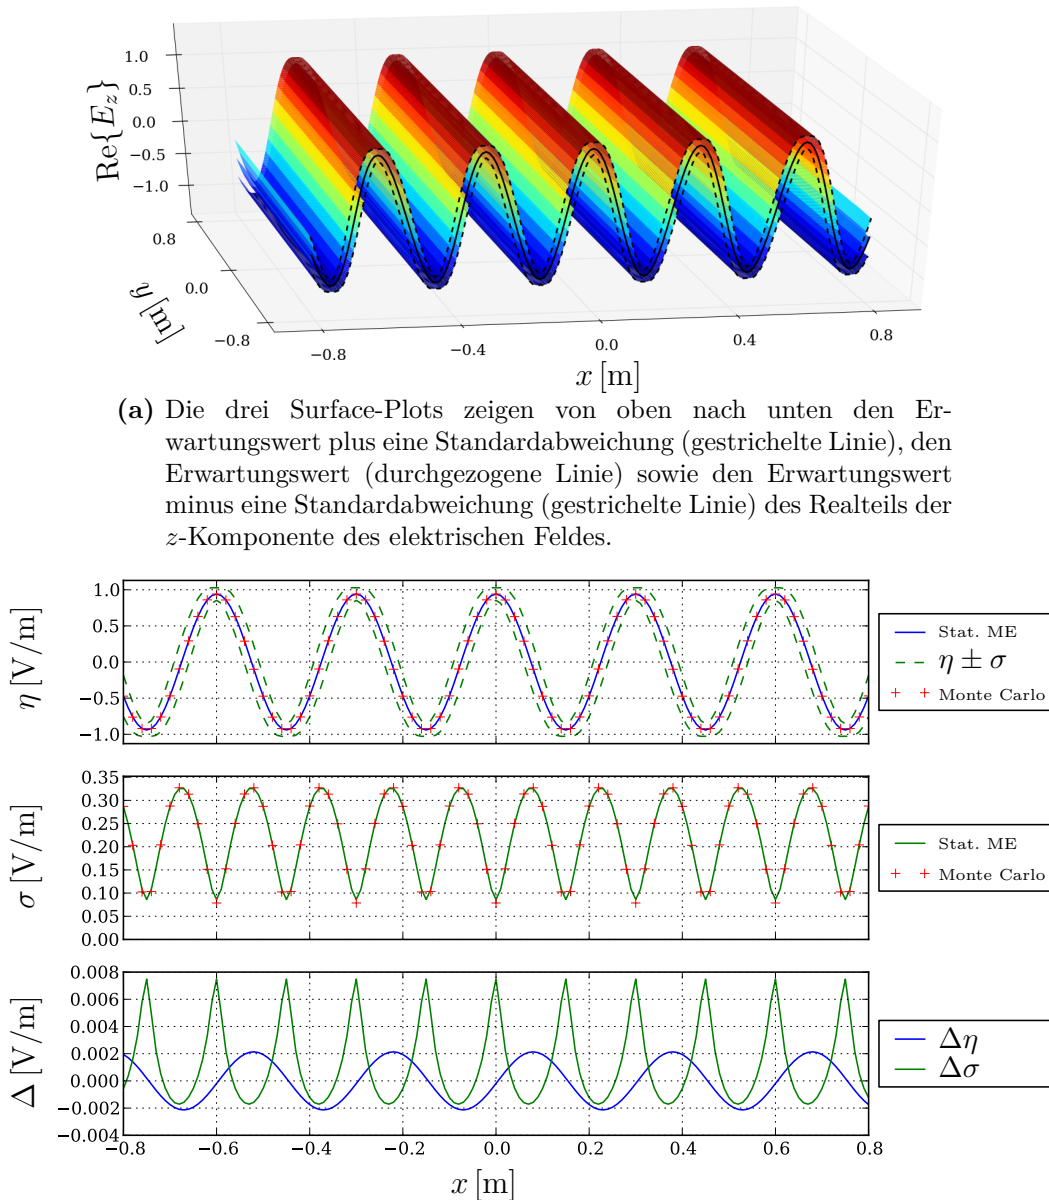 1.0
0.5
0.0
−0.5
−1.0
Re{E_z}
0.8
0.0
−0.8
y [m]
−0.8
−0.4
0.0
0.4
0.8
x [m]
(a) Die drei Surface-Plots zeigen von oben nach unten den Er-
wartungswert plus eine Standardabweichung (gestrichelte Linie), den
Erwartungswert (durchgezogene Linie) sowie den Erwartungswert
minus eine Standardabweichung (gestrichelte Linie) des Realteils der
z-Komponente des elektrischen Feldes.
1.0
0.5
0.0
−0.5
−1.0
η [V/m]
Stat. ME
η ± σ
Monte Carlo
0.35
0.30
0.25
0.20
0.15
0.10
0.05
0.00
σ [V/m]
Stat. ME
Monte Carlo
0.008
0.006
0.004
0.002
0.000
−0.002
−0.004
Δ [V/m]
Δη
Δσ
−0.8 −0.6 −0.4 −0.2 0.0 0.2 0.4 0.6 0.8
x [m]